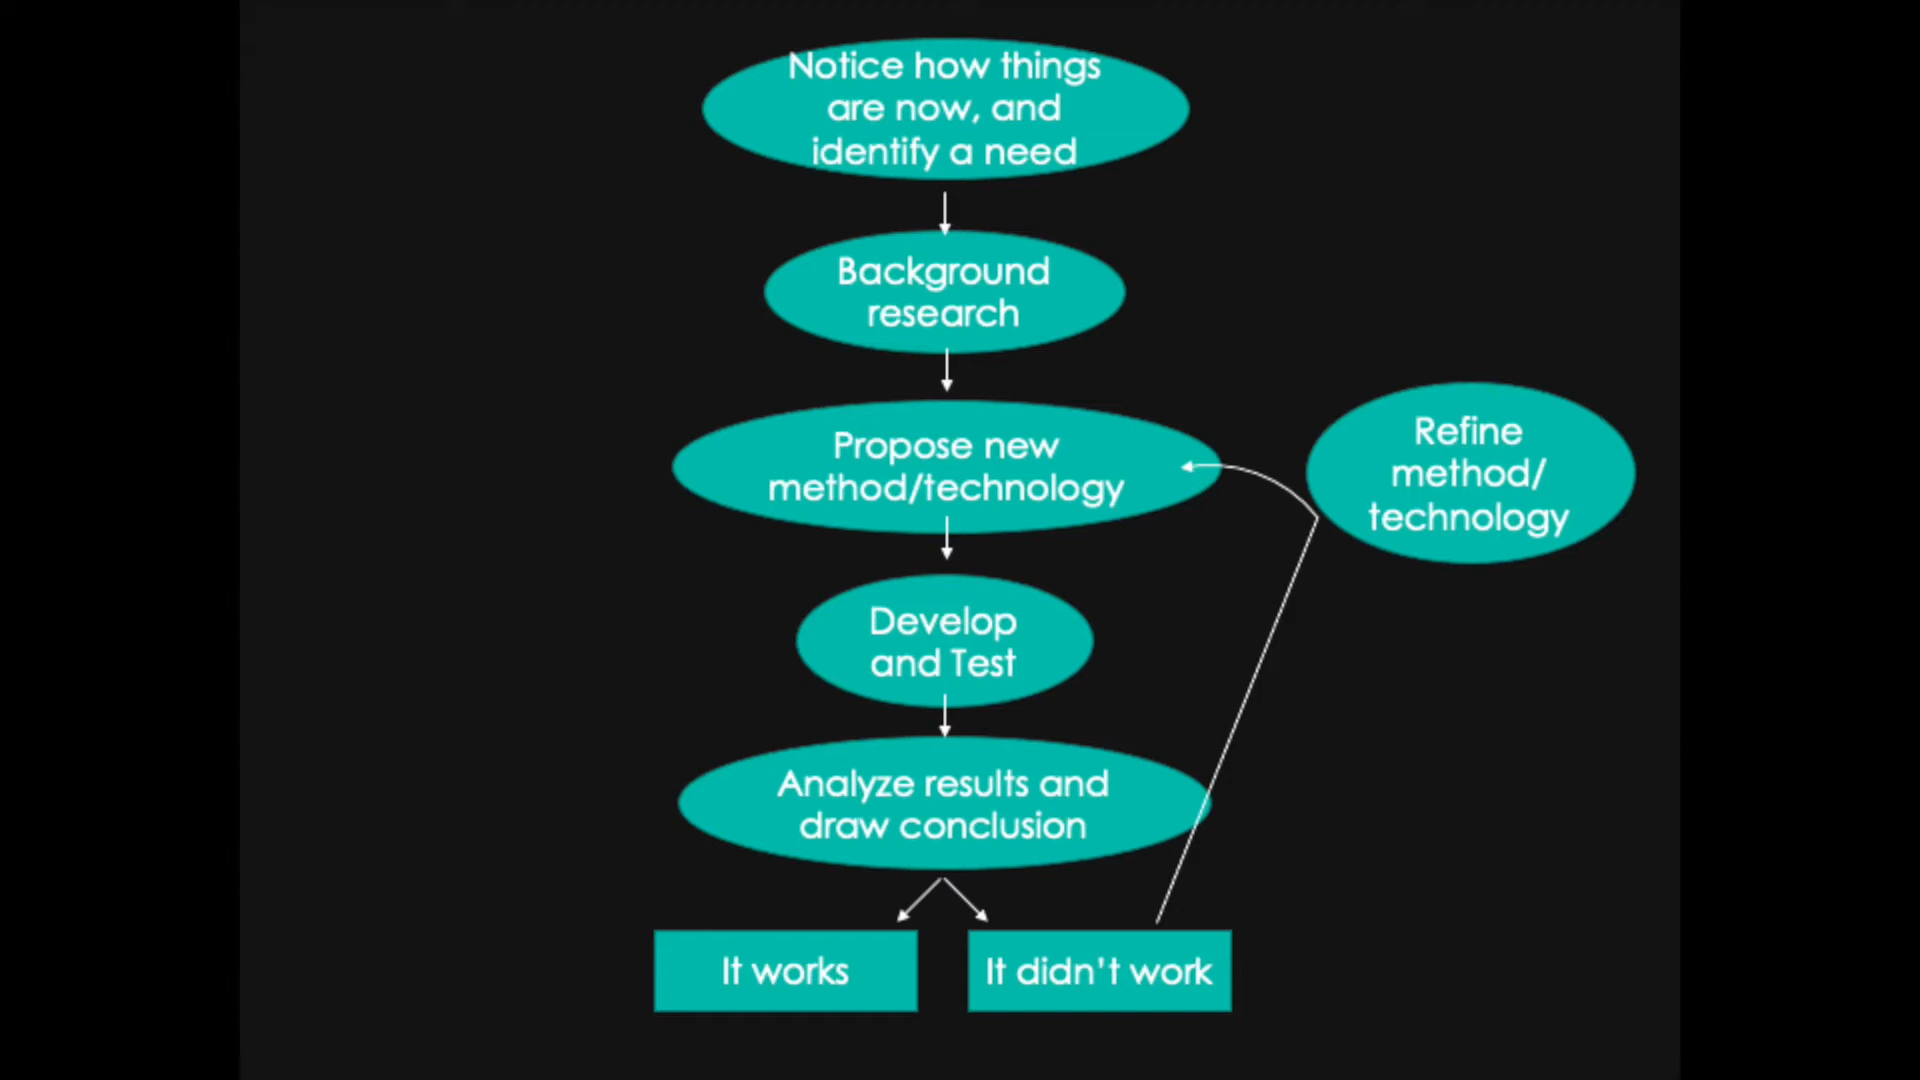 Notice how things
are now, and
identify a need
Background
research
Propose new
method/technology
Refine
method/
technology
Develop
and Test
Analyze results and
draw conclusion
It works
It didn't work